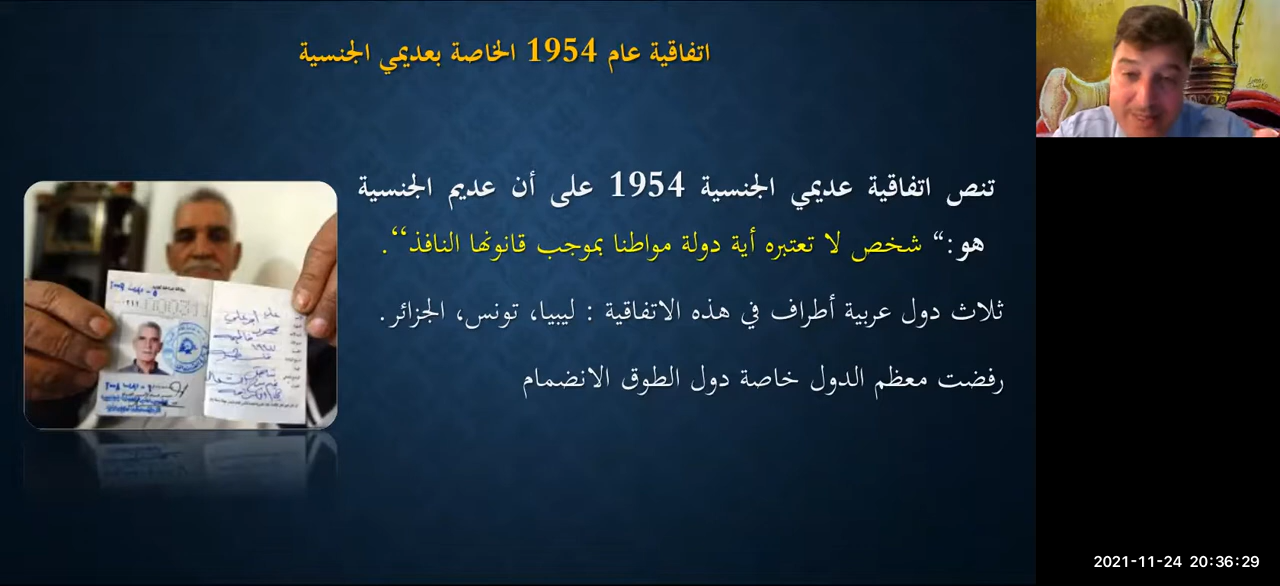 اتفاقية عام 1954 الخاصة بعديمي الجنسية
تنص اتفاقية عديمي الجنسية 1954 على أن عديم الجنسية
هو:“ شخص لا تعتبره أية دولة مواطنا بموجب قانونها النافذ“.
ثلاث دول عربية أطراف في هذه الاتفاقية : ليبيا، تونس، الجزائر.
رفضت معظم الدول خاصة دول الطوق الانضمام
2021-11-24 20:36:29